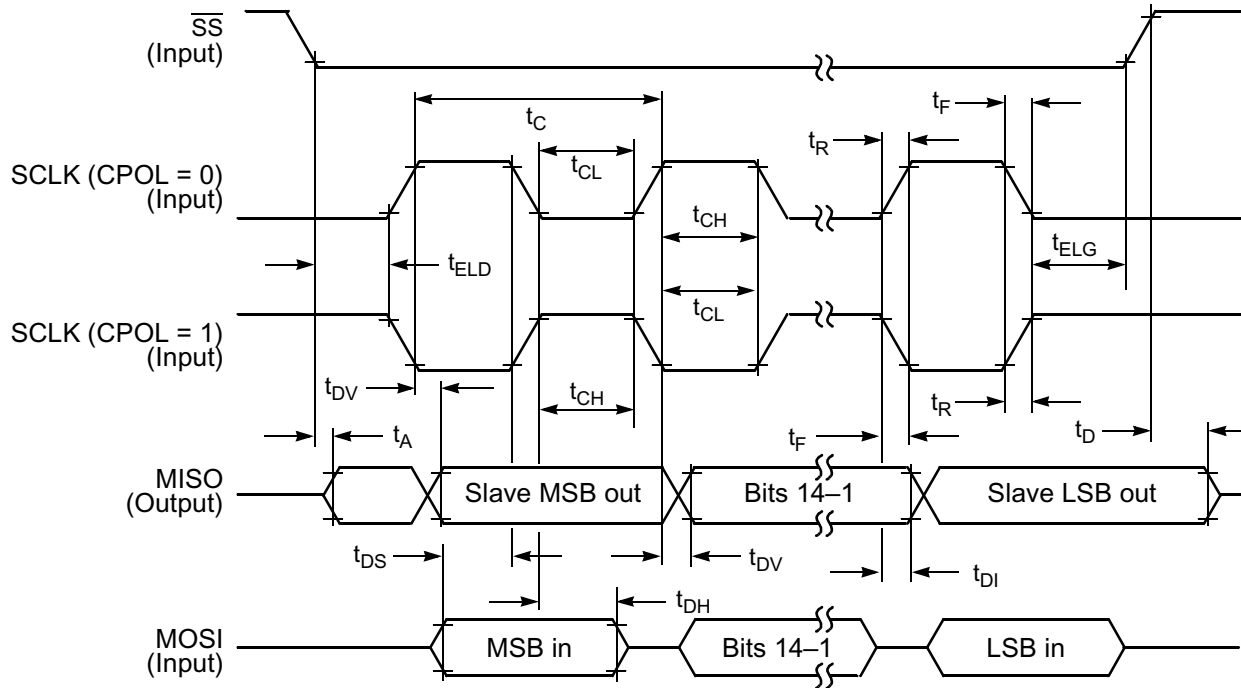 SS
(Input)
t_F
t_C
t_R
t_CL
SCLK (CPOL = 0)
(Input)
t_CH
t_ELG
t_ELD
t_CL
SCLK (CPOL = 1)
(Input)
t_DV
t_CH
t_R
t_A
t_F
t_D
MISO
(Output)
Slave MSB out
Bits 14–1
Slave LSB out
t_DS
t_DV
t_DI
t_DH
MOSI
(Input)
MSB in
Bits 14–1
LSB in